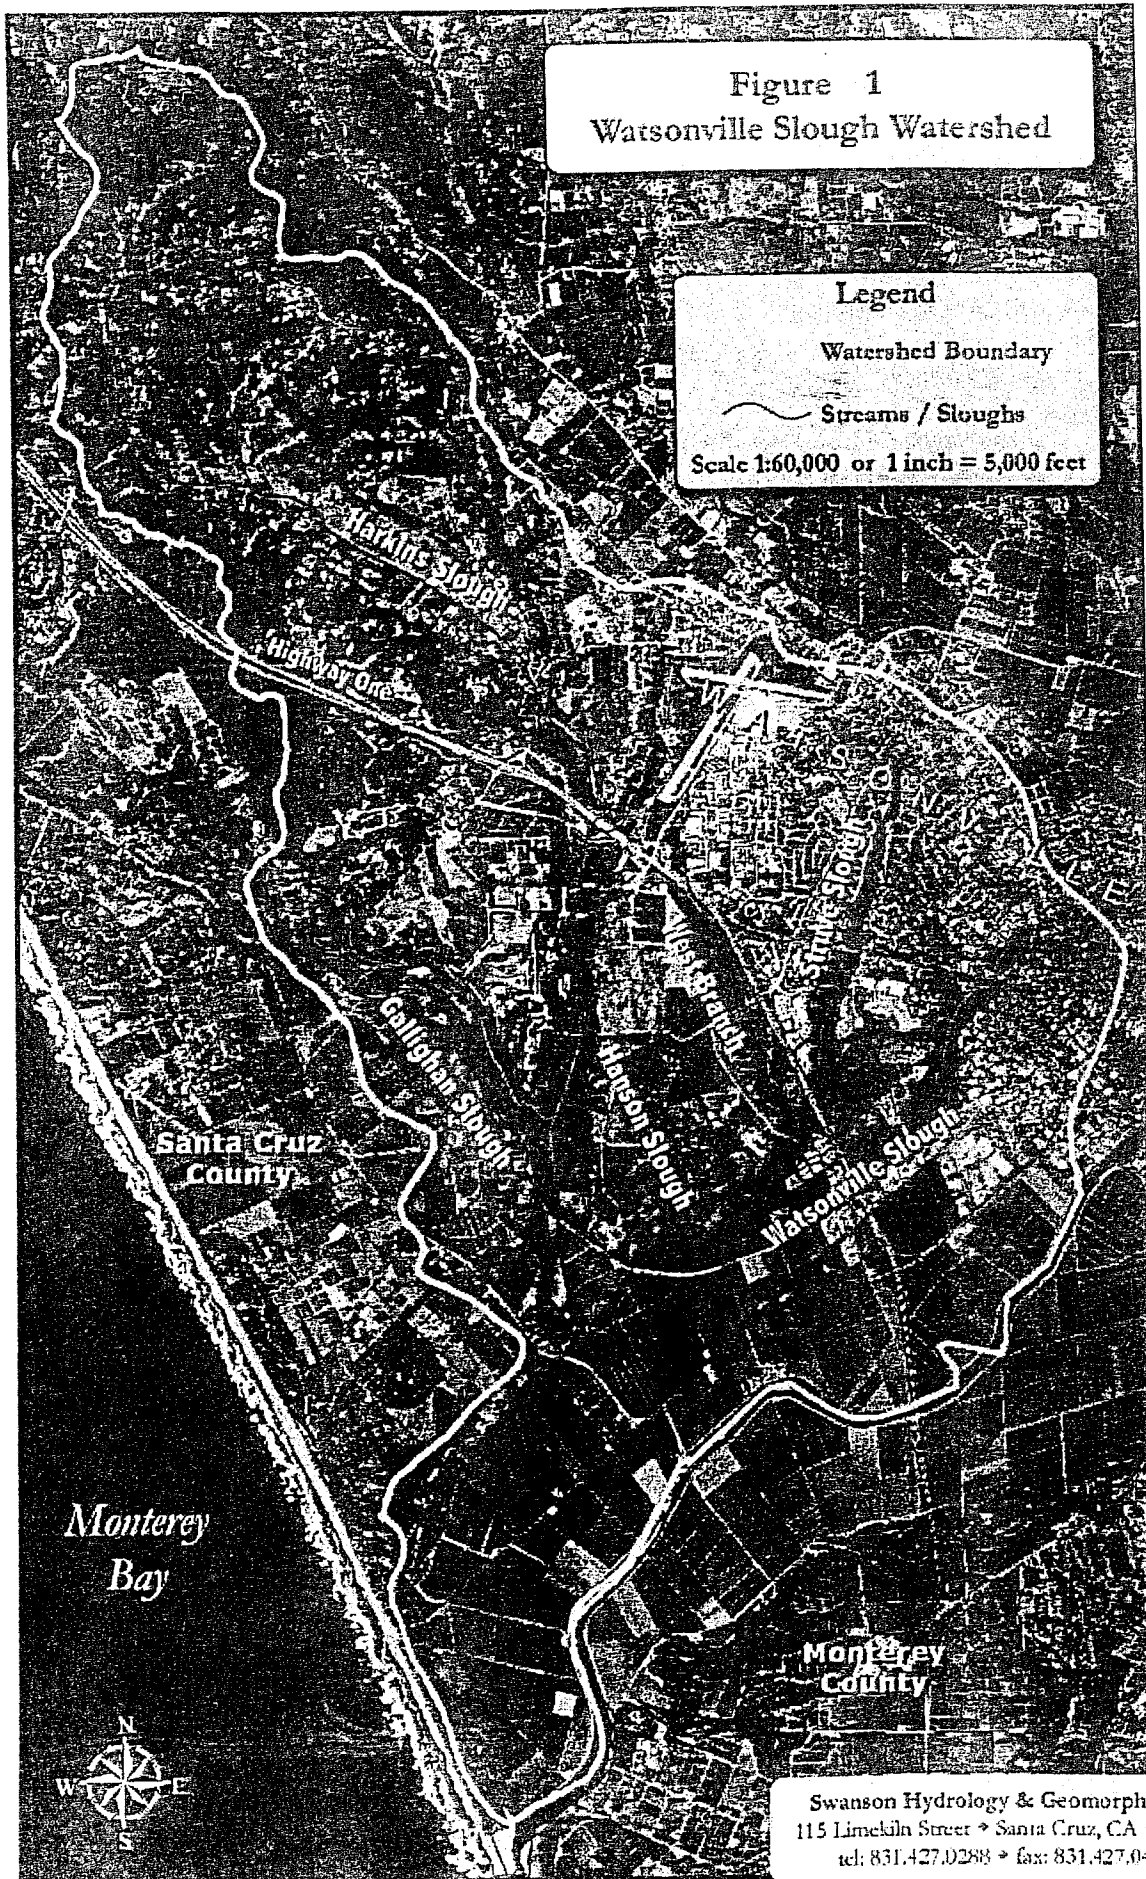 Figure 1
Watsonville Slough Watershed
Legend
Watershed Boundary
Streams / Sloughs
Scale 1:60,000 or 1 inch = 5,000 feet
Harkins Slough
Highway One
WATSONVILLE
Struve Slough
West Branch
Gallighan Slough
Hanson Slough
Watsonville Slough
Santa Cruz
County
Monterey
Bay
Monterey
County
N
W E
S
Swanson Hydrology & Geomorph
115 Limekiln Street Santa Cruz, CA
tel: 831.427.0288 fax: 831.427.0